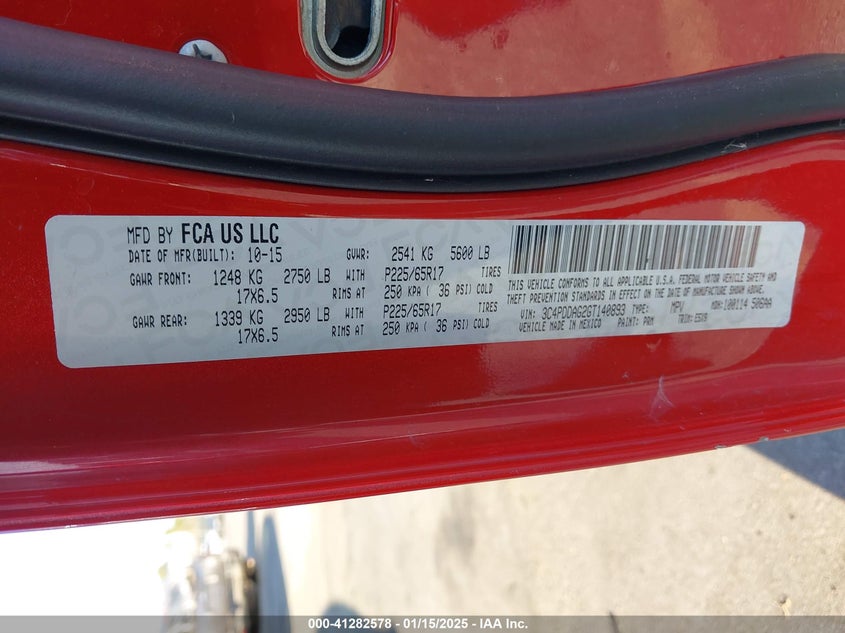 MFD BY FCA US LLC
DATE OF MFR(BUILT): 10-15 GVWR: 2541 KG 5600 LB
GAWR FRONT: 1248 KG 2750 LB WITH P225/65R17 TIRES
17X6.5 RIMS AT 250 KPA ( 36 PSI) COLD
GAWR REAR: 1339 KG 2950 LB WITH P225/65R17 TIRES
17X6.5 RIMS AT 250 KPA ( 36 PSI) COLD
THIS VEHICLE CONFORMS TO ALL APPLICABLE U.S.A. FEDERAL MOTOR VEHICLE SAFETY AND
THEFT PREVENTION STANDARDS IN EFFECT ON THE DATE OF MANUFACTURE SHOWN ABOVE.
VIN: 3C4PDDAG2GT140893 TYPE: MPV MDH:100114 506AA
VEHICLE MADE IN MEXICO PAINT: PRM TRIM:
000-41282578 - 01/15/2025 - IAA Inc.